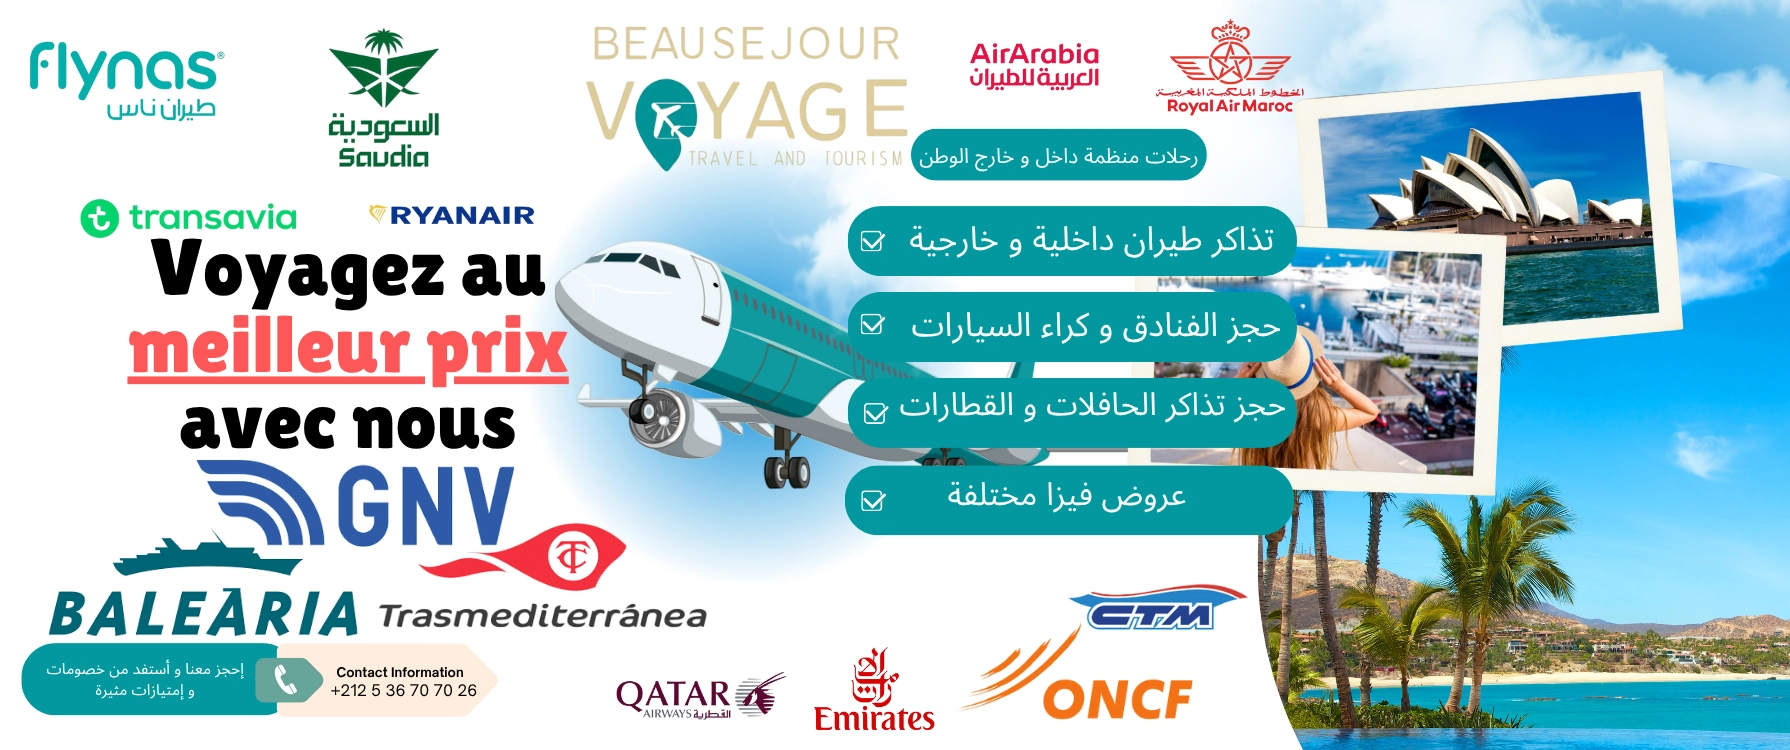 flynas
طيران ناس
السعودية
Saudia
BEAUSEJOUR
VOYAGE
TRAVEL AND TOURISM
AirArabia
العربية للطيران
الخطوط الملكية المغربية
Royal Air Maroc
رحلات منظمة داخل و خارج الوطن
transavia
RYANAIR
Voyagez au
meilleur prix
avec nous
تذاكر طيران داخلية و خارجية
حجز الفنادق و كراء السيارات
حجز تذاكر الحافلات و القطارات
عروض فيزا مختلفة
GNV
BALEÀRIA
Trasmediterránea
CTM
ONCF
إحجز معنا و أستفد من خصومات
و إمتيازات مثيرة
Contact Information
+212 5 36 70 70 26
QATAR
AIRWAYS القطرية
Emirates